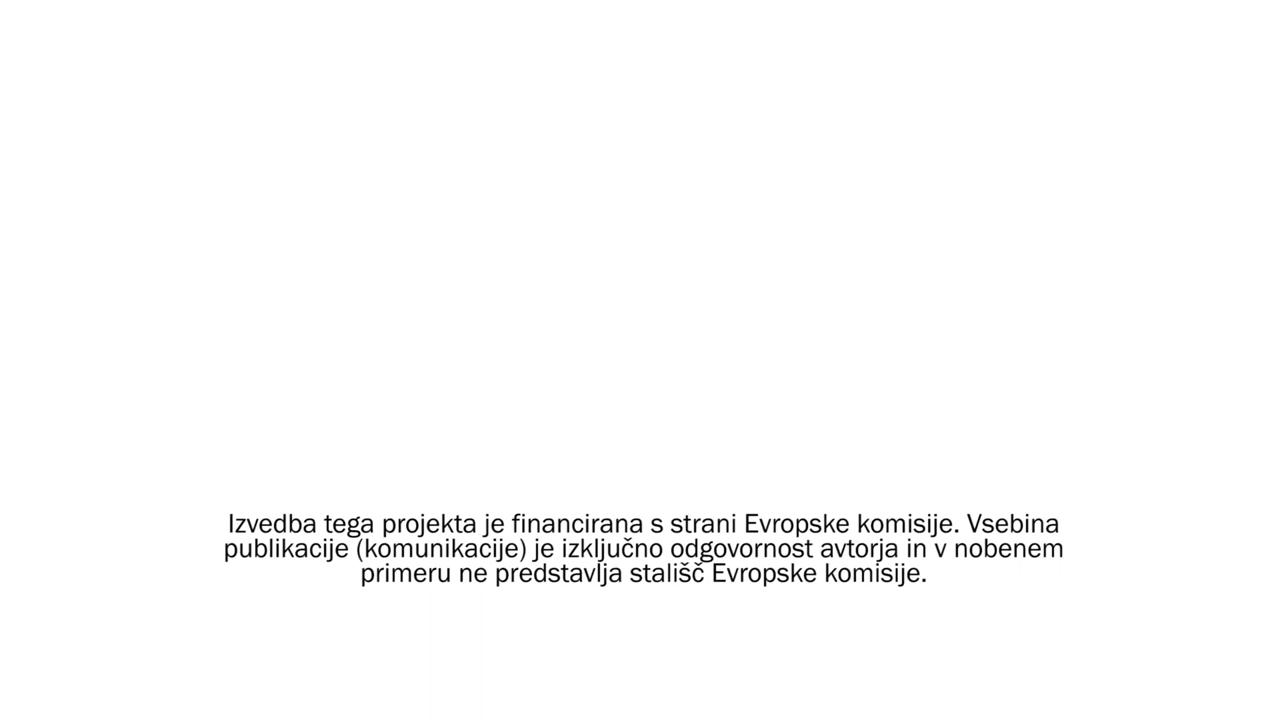 Izvedba tega projekta je financirana s strani Evropske komisije. Vsebina
publikacije (komunikacije) je izključno odgovornost avtorja in v nobenem
primeru ne predstavlja stališč Evropske komisije.